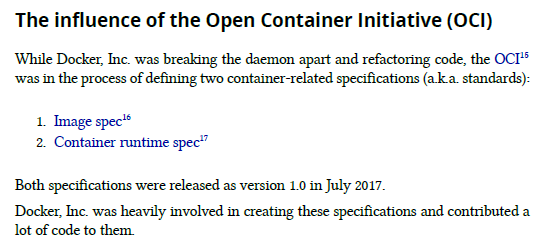 The influence of the Open Container Initiative (OCI)
While Docker, Inc. was breaking the daemon apart and refactoring code, the OCI¹⁵
was in the process of defining two container-related specifications (a.k.a. standards):
1. Image spec¹⁶
2. Container runtime spec¹⁷
Both specifications were released as version 1.0 in July 2017.
Docker, Inc. was heavily involved in creating these specifications and contributed a
lot of code to them.